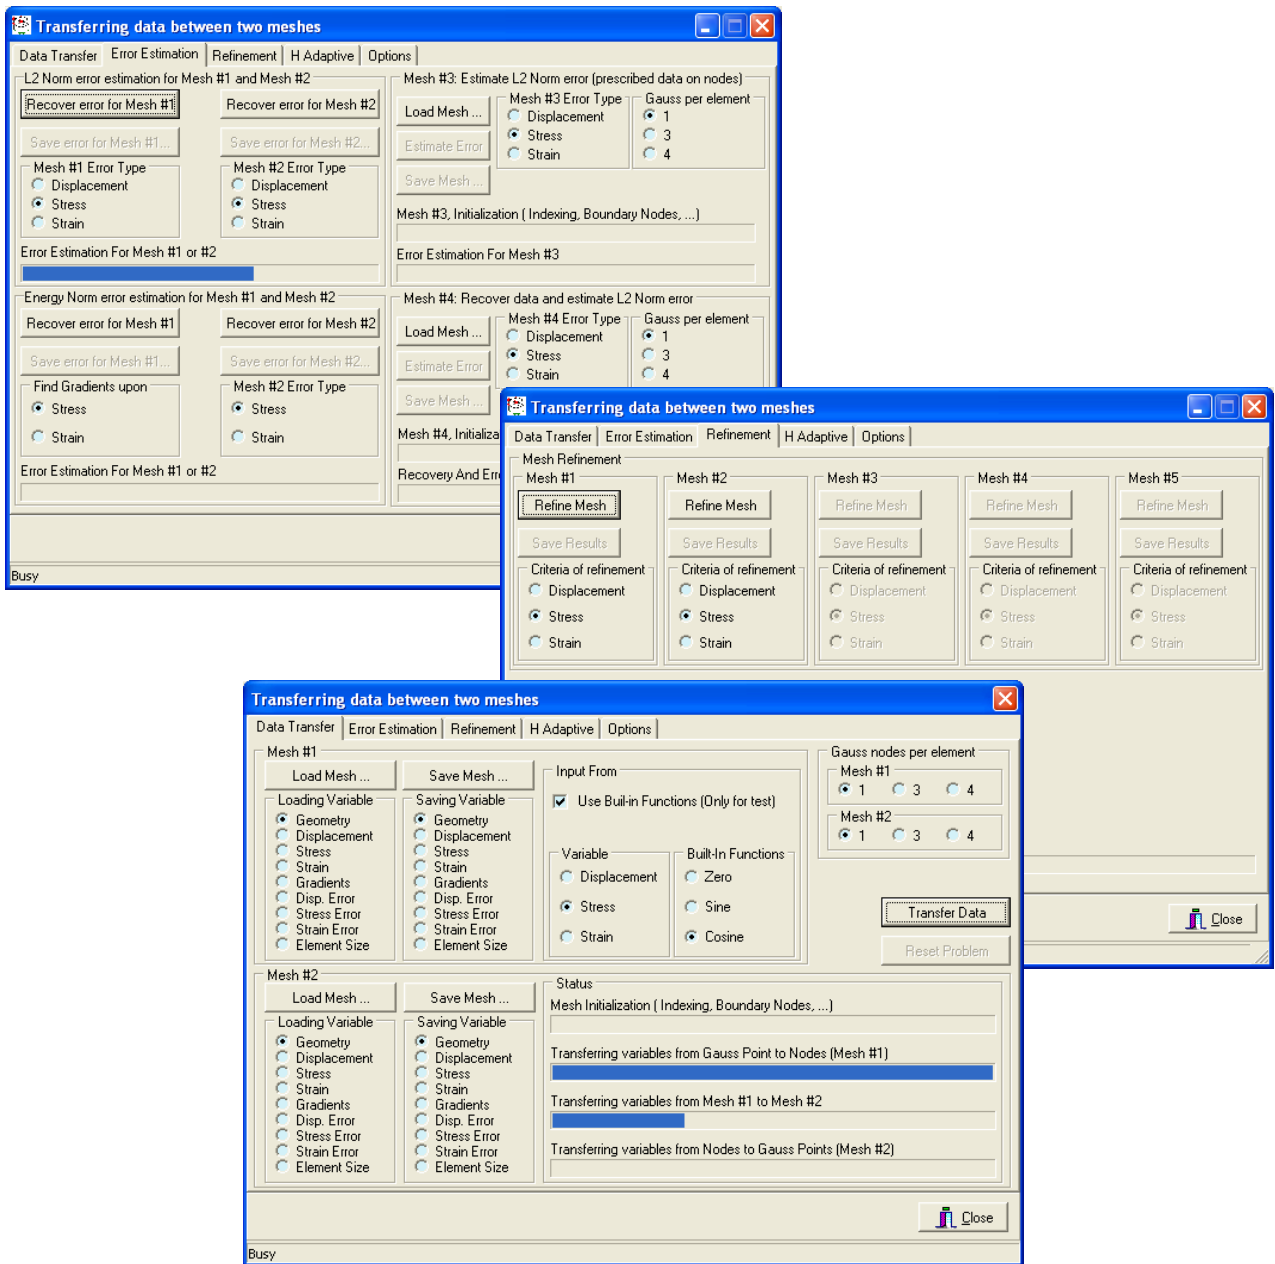 Transferring data between two meshes
Data Transfer Error Estimation Refinement H Adaptive Options
L2 Norm error estimation for Mesh #1 and Mesh #2
Recover error for Mesh #1 Recover error for Mesh #2
Save error for Mesh #1... Save error for Mesh #2...
Mesh #1 Error Type Mesh #2 Error Type
Displacement Displacement
Stress Stress
Strain Strain
Error Estimation For Mesh #1 or #2
Mesh #3: Estimate L2 Norm error (prescribed data on nodes)
Load Mesh ... Mesh #3 Error Type Gauss per element
Displacement 1
Estimate Error Stress 3
Strain 4
Save Mesh ...
Mesh #3, Initialization ( Indexing, Boundary Nodes, ...)
Error Estimation For Mesh #3
Energy Norm error estimation for Mesh #1 and Mesh #2
Recover error for Mesh #1 Recover error for Mesh #2
Save error for Mesh #1... Save error for Mesh #2...
Find Gradients upon Mesh #2 Error Type
Stress Stress
Strain Strain
Error Estimation For Mesh #1 or #2
Mesh #4: Recover data and estimate L2 Norm error
Load Mesh ... Mesh #4 Error Type Gauss per element
Displacement 1
Estimate Error Stress 3
Strain 4
Save Mesh ...
Mesh #4, Initializa
Recovery And Err
Busy
Transferring data between two meshes
Data Transfer Error Estimation Refinement H Adaptive Options
Mesh Refinement
Mesh #1 Mesh #2 Mesh #3 Mesh #4 Mesh #5
Refine Mesh Refine Mesh Refine Mesh Refine Mesh Refine Mesh
Save Results Save Results Save Results Save Results Save Results
Criteria of refinement Criteria of refinement Criteria of refinement Criteria of refinement Criteria of refinement
Displacement Displacement Displacement Displacement Displacement
Stress Stress Stress Stress Stress
Strain Strain Strain Strain Strain
Close
Transferring data between two meshes
Data Transfer Error Estimation Refinement H Adaptive Options
Mesh #1
Load Mesh ... Save Mesh ...
Loading Variable Saving Variable
Geometry Geometry
Displacement Displacement
Stress Stress
Strain Strain
Gradients Gradients
Disp. Error Disp. Error
Stress Error Stress Error
Strain Error Strain Error
Element Size Element Size
Input From
Use Buil-in Functions (Only for test)
Variable Built-In Functions
Displacement Zero
Stress Sine
Strain Cosine
Gauss nodes per element
Mesh #1
1 3 4
Mesh #2
1 3 4
Transfer Data
Reset Problem
Mesh #2
Load Mesh ... Save Mesh ...
Loading Variable Saving Variable
Geometry Geometry
Displacement Displacement
Stress Stress
Strain Strain
Gradients Gradients
Disp. Error Disp. Error
Stress Error Stress Error
Strain Error Strain Error
Element Size Element Size
Status
Mesh Initialization ( Indexing, Boundary Nodes, ...)
Transferring variables from Gauss Point to Nodes (Mesh #1)
Transferring variables from Mesh #1 to Mesh #2
Transferring variables from Nodes to Gauss Points (Mesh #2)
Close
Busy